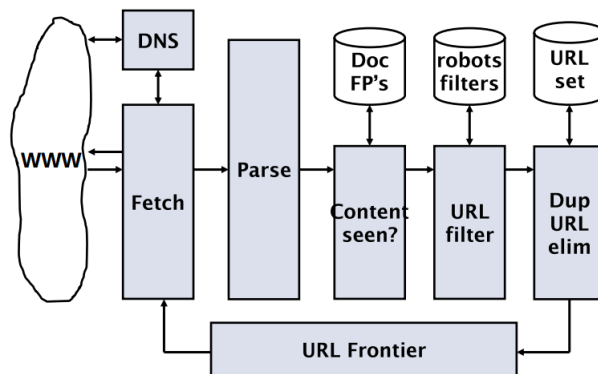 DNS
Doc
FP's
robots
filters
URL
set
WWW
Fetch
Parse
Content
seen?
URL
filter
Dup
URL
elim
URL Frontier